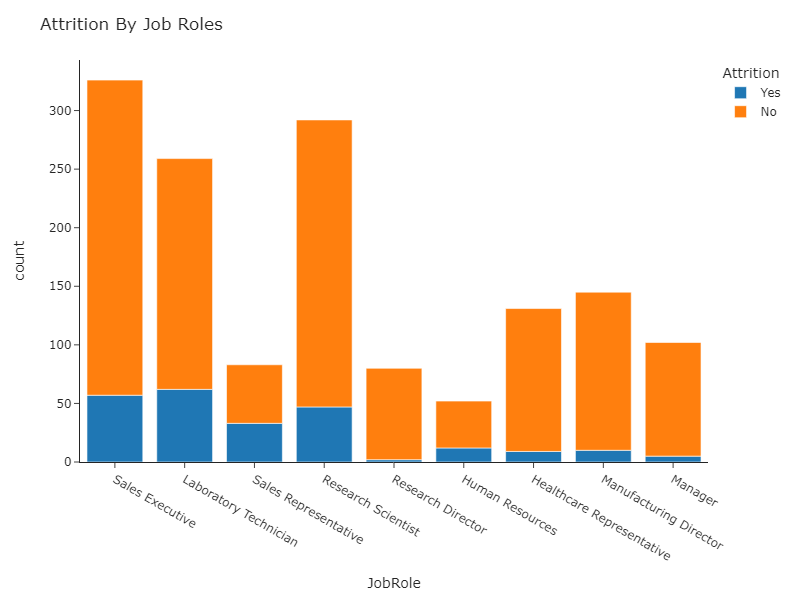 Attrition By Job Roles
Attrition
Yes
No
count
300
250
200
150
100
50
0
Sales Executive
Laboratory Technician
Sales Representative
Research Scientist
Research Director
Human Resources
Healthcare Representative
Manufacturing Director
Manager
JobRole